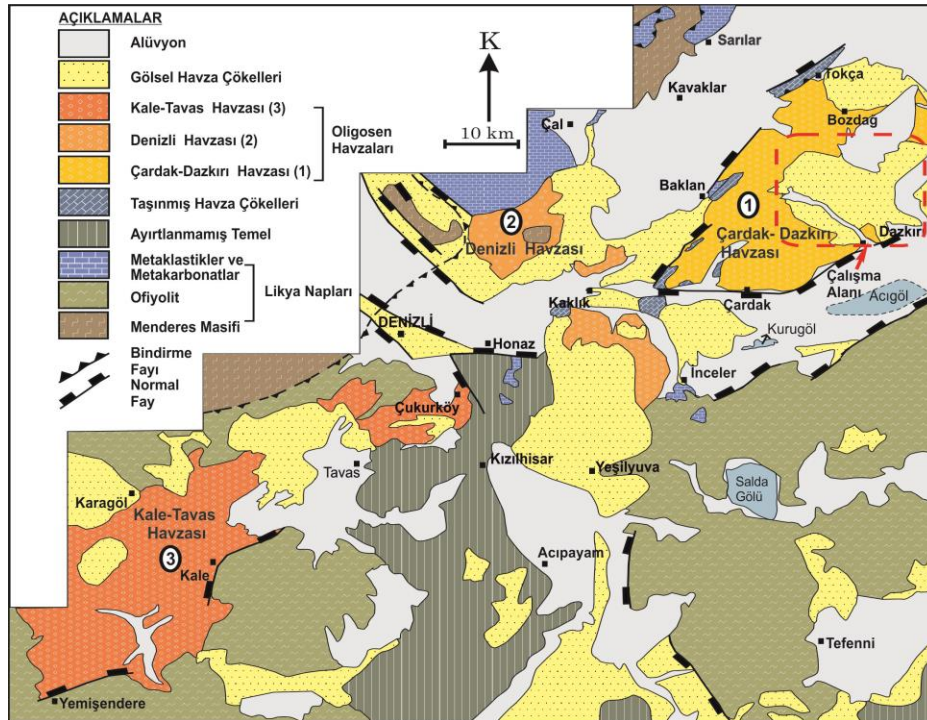 AÇIKLAMALAR
Alüvyon
Gölsel Havza Çökelleri
Kale-Tavas Havzası (3)
Denizli Havzası (2)
Çardak-Dazkırı Havzası (1)
Oligosen
Havzaları
Taşınmış Havza Çökelleri
Ayırtlanmamış Temel
Metaklastikler ve
Metakarbonatlar
Ofiyolit
Menderes Masifi
Likya Napları
Bindirme
Fayı
Normal
Fay
K
10 km
Sarılar
Kavaklar
Tokça
Bozdag
Çal
Baklan
1
2
Denizli Havzası
Çardak-Dazkırı
Havzası
Dazkırı
Çalışma
Alanı
Acıgöl
Kaklık
Çardak
Kurugöl
DENİZLİ
Honaz
İnceler
Çukurköy
Tavas
Kızılhisar
Yeşilyuva
Salda
Gölü
Karagöl
Kale-Tavas
Havzası
3
Kale
Acıpayam
Tefenni
Yemişendere